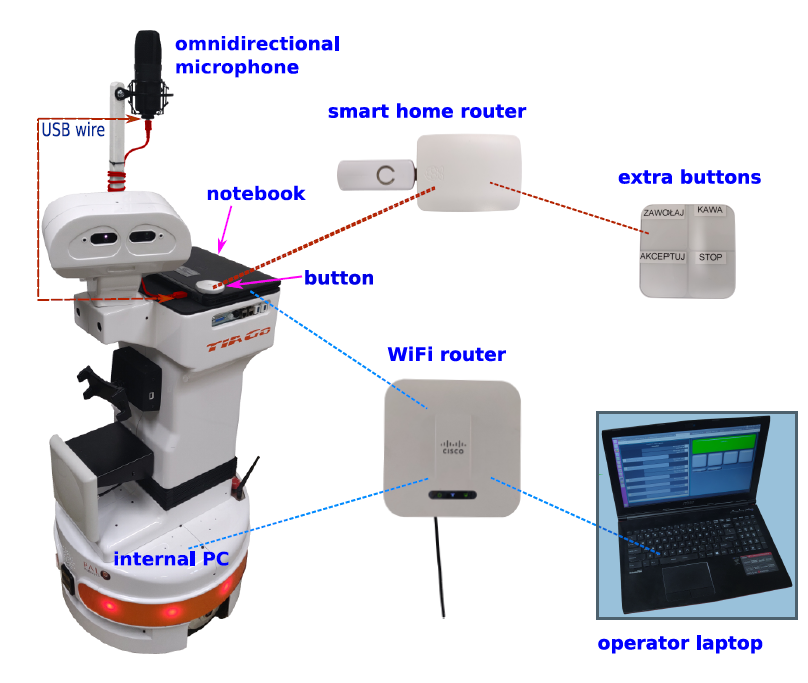 omnidirectional
microphone
USB wire
smart home router
extra buttons
notebook
ZAWOŁAJ KAWA
AKCEPTUJ STOP
button
TIAGO
WiFi router
CISCO
internal PC
operator laptop